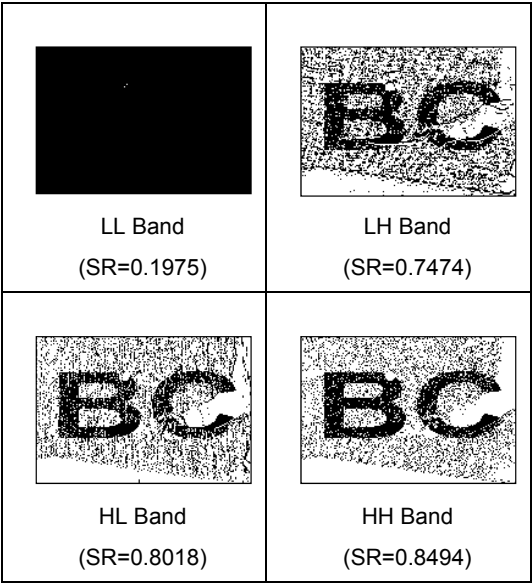 LL Band
(SR=0.1975)
BC
LH Band
(SR=0.7474)
BC
HL Band
(SR=0.8018)
BC
HH Band
(SR=0.8494)